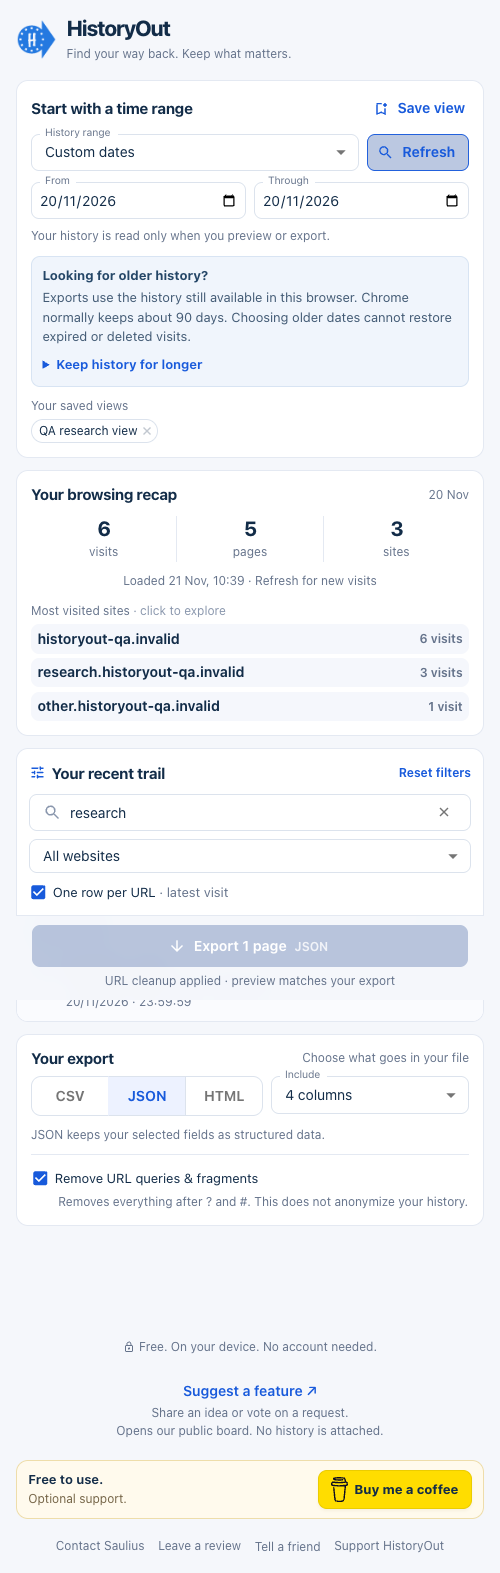 HistoryOut
Find your way back. Keep what matters.
Start with a time range
Save view
History range
Custom dates
Refresh
From
20/11/2026
Through
20/11/2026
Your history is read only when you preview or export.
Looking for older history?
Exports use the history still available in this browser. Chrome
normally keeps about 90 days. Choosing older dates cannot restore
expired or deleted visits.
Keep history for longer
Your saved views
QA research view ×
Your browsing recap
20 Nov
6
visits
5
pages
3
sites
Loaded 21 Nov, 10:39 · Refresh for new visits
Most visited sites · click to explore
historyout-qa.invalid
6 visits
research.historyout-qa.invalid
3 visits
other.historyout-qa.invalid
1 visit
Your recent trail
Reset filters
research
All websites
One row per URL · latest visit
Export 1 page JSON
URL cleanup applied · preview matches your export
20/11/2026 · 23:59:59
Your export
Choose what goes in your file
CSV
JSON
HTML
Include
4 columns
JSON keeps your selected fields as structured data.
Remove URL queries & fragments
Removes everything after ? and #. This does not anonymize your history.
Free. On your device. No account needed.
Suggest a feature ↗
Share an idea or vote on a request.
Opens our public board. No history is attached.
Free to use.
Optional support.
Buy me a coffee
Contact Saulius
Leave a review
Tell a friend
Support HistoryOut